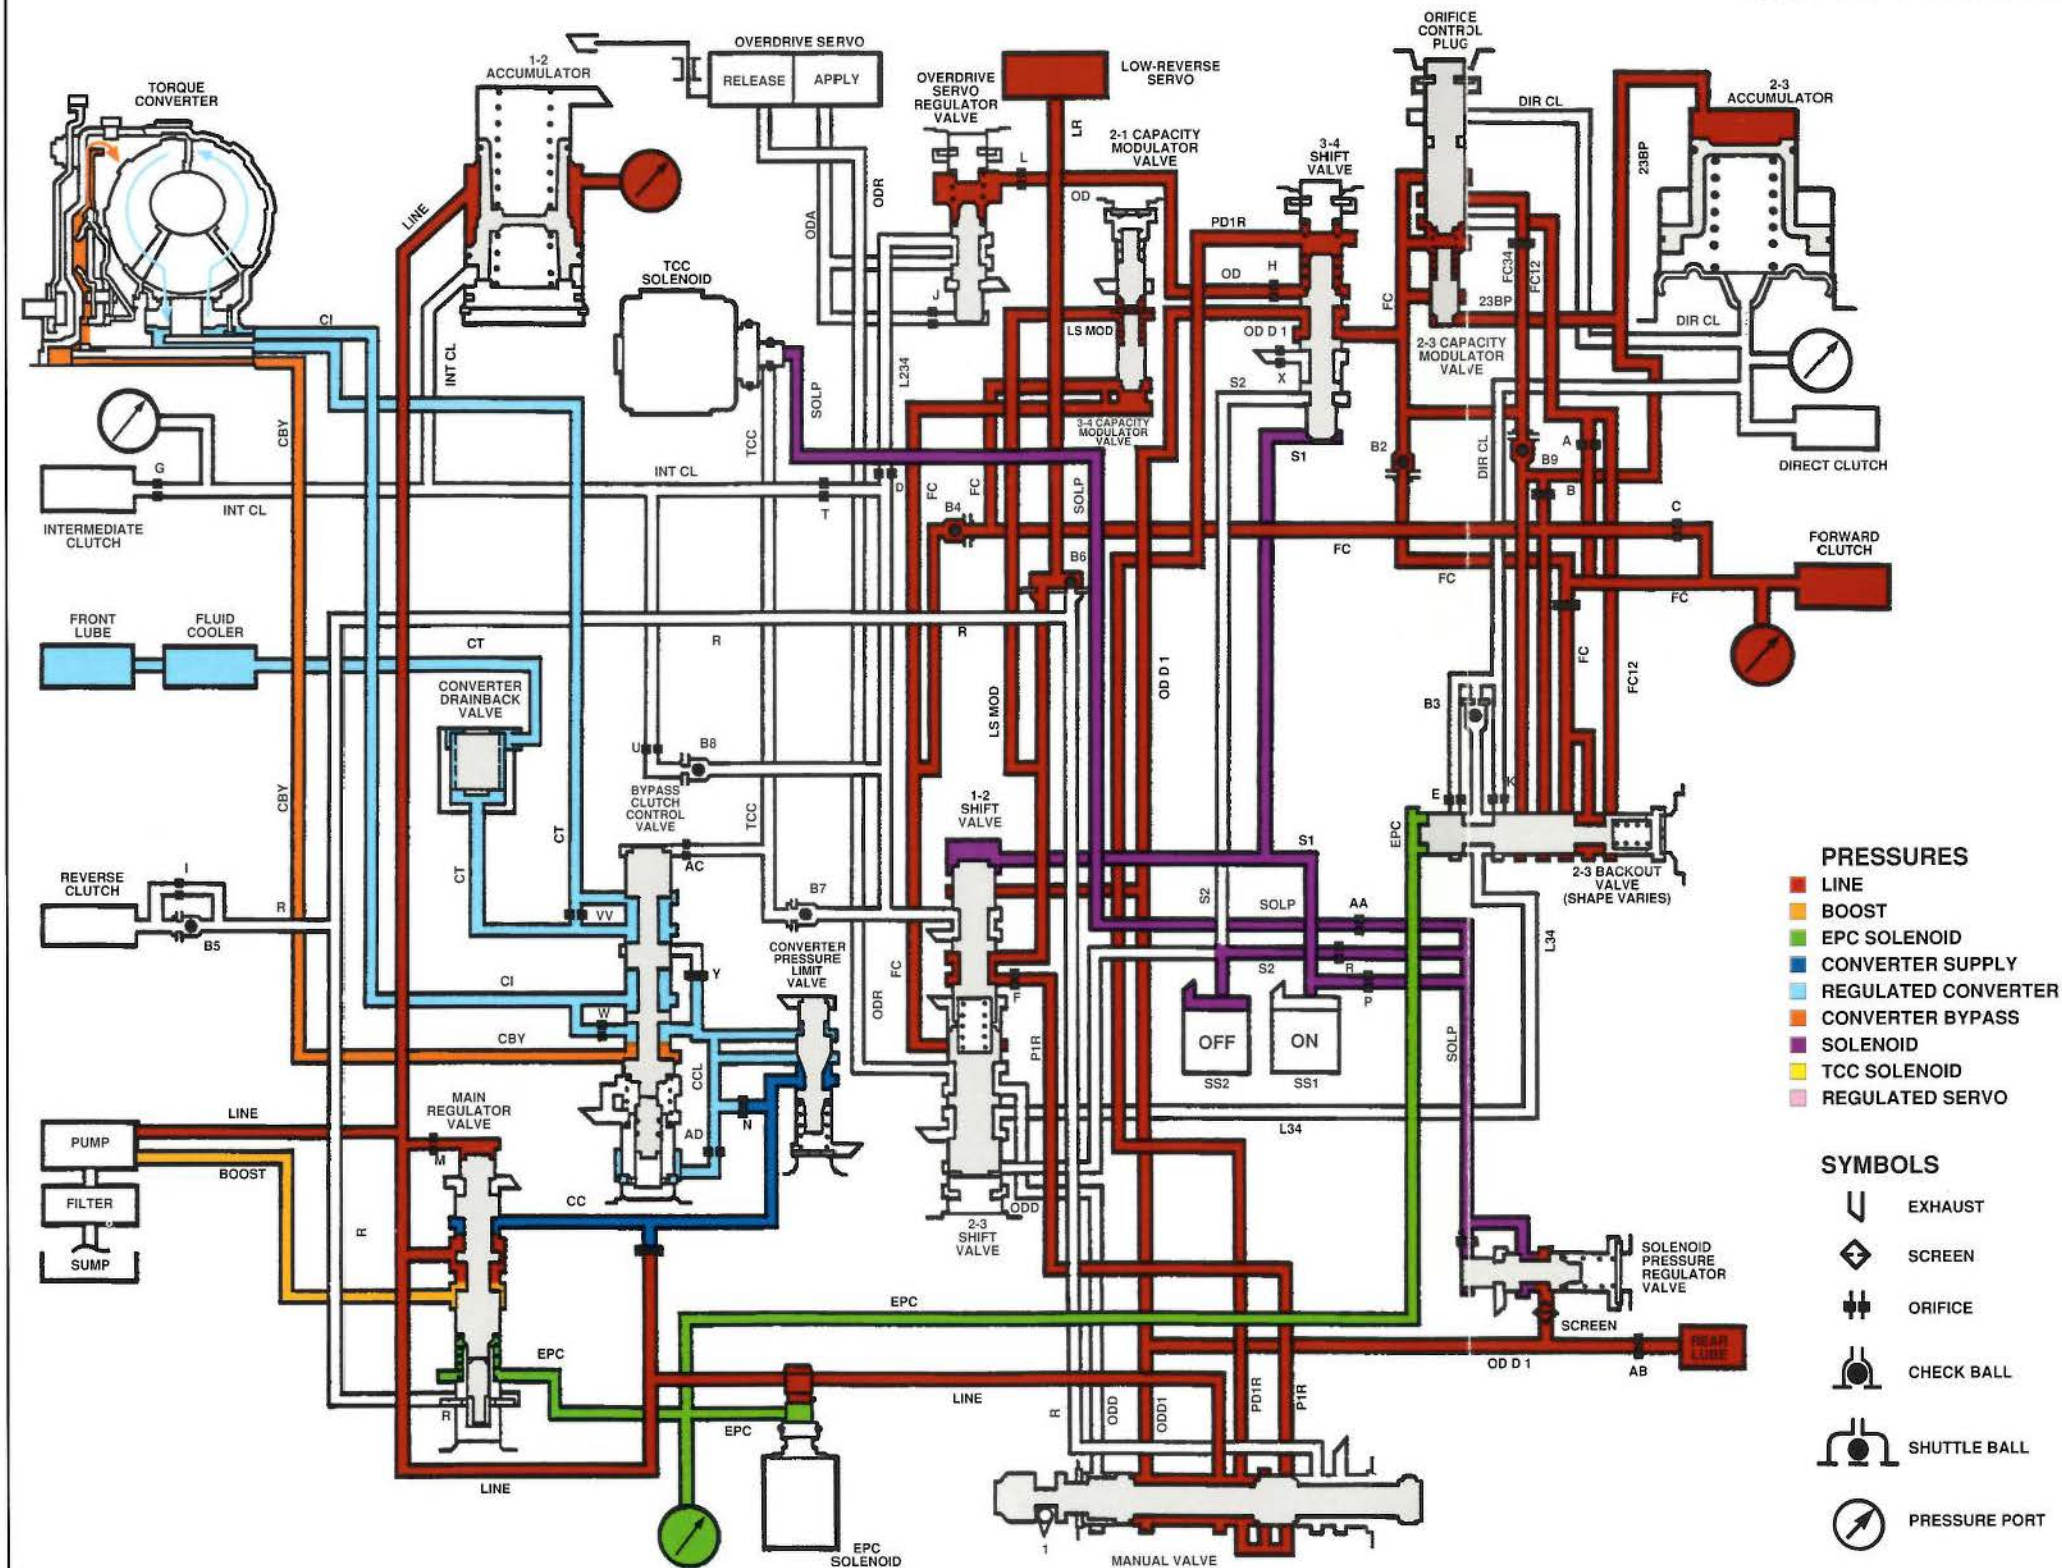 ORIFICE
CONTROL
PLUG
OVERDRIVE SERVO
RELEASE
APPLY
1-2
ACCUMULATOR
TORQUE
CONVERTER
OVERDRIVE
SERVO
REGULATOR
VALVE
LOW-REVERSE
SERVO
2-1 CAPACITY
MODULATOR
VALVE
3-4
SHIFT
VALVE
DIR CL
2-3
ACCUMULATOR
LR
L
OD
23BP
LINE
ODA
ODR
PD1R
TCC
SOLENOID
OD
H
FC
FC34
FC12
23BP
J
CI
LS MOD
OD D 1
DIR CL
2-3 CAPACITY
MODULATOR
VALVE
INT CL
L234
X
S2
SOLP
CBY
TCC
3-4 CAPACITY
MODULATOR
VALVE
S1
B2
DIR CL
B9
A
DIRECT CLUTCH
G
INT CL
INT CL
T
D
FC
FC
SOLP
B
C
INTERMEDIATE
CLUTCH
B4
FC
FORWARD
CLUTCH
B6
FC
FC
FRONT
LUBE
FLUID
COOLER
CT
R
R
FC
FC12
OD D 1
CONVERTER
DRAINBACK
VALVE
LS MOD
B3
U
B8
CBY
BYPASS
CLUTCH
CONTROL
VALVE
1-2
SHIFT
VALVE
E
K
TCC
CT
EPC
S1
CT
AC
REVERSE
CLUTCH
I
B7
2-3 BACKOUT
VALVE
(SHAPE VARIES)
PRESSURES
LINE
BOOST
EPC SOLENOID
CONVERTER SUPPLY
REGULATED CONVERTER
CONVERTER BYPASS
SOLENOID
TCC SOLENOID
REGULATED SERVO
R
B5
VV
S2
SOLP
AA
L34
CONVERTER
PRESSURE
LIMIT
VALVE
FC
Y
S2
R
P
F
CI
W
ODR
CBY
OFF
ON
SOLP
P1R
CCL
SS2
SS1
MAIN
REGULATOR
VALVE
LINE
N
AD
L34
PUMP
M
BOOST
SYMBOLS
EXHAUST
SCREEN
ORIFICE
CHECK BALL
SHUTTLE BALL
PRESSURE PORT
FILTER
CC
ODD
2-3
SHIFT
VALVE
R
SUMP
SOLENOID
PRESSURE
REGULATOR
VALVE
EPC
SCREEN
REAR
LUBE
EPC
OD D 1
AB
LINE
R
EPC
R
ODD
ODD1
PD1R
P1R
LINE
EPC
SOLENOID
1
MANUAL VALVE